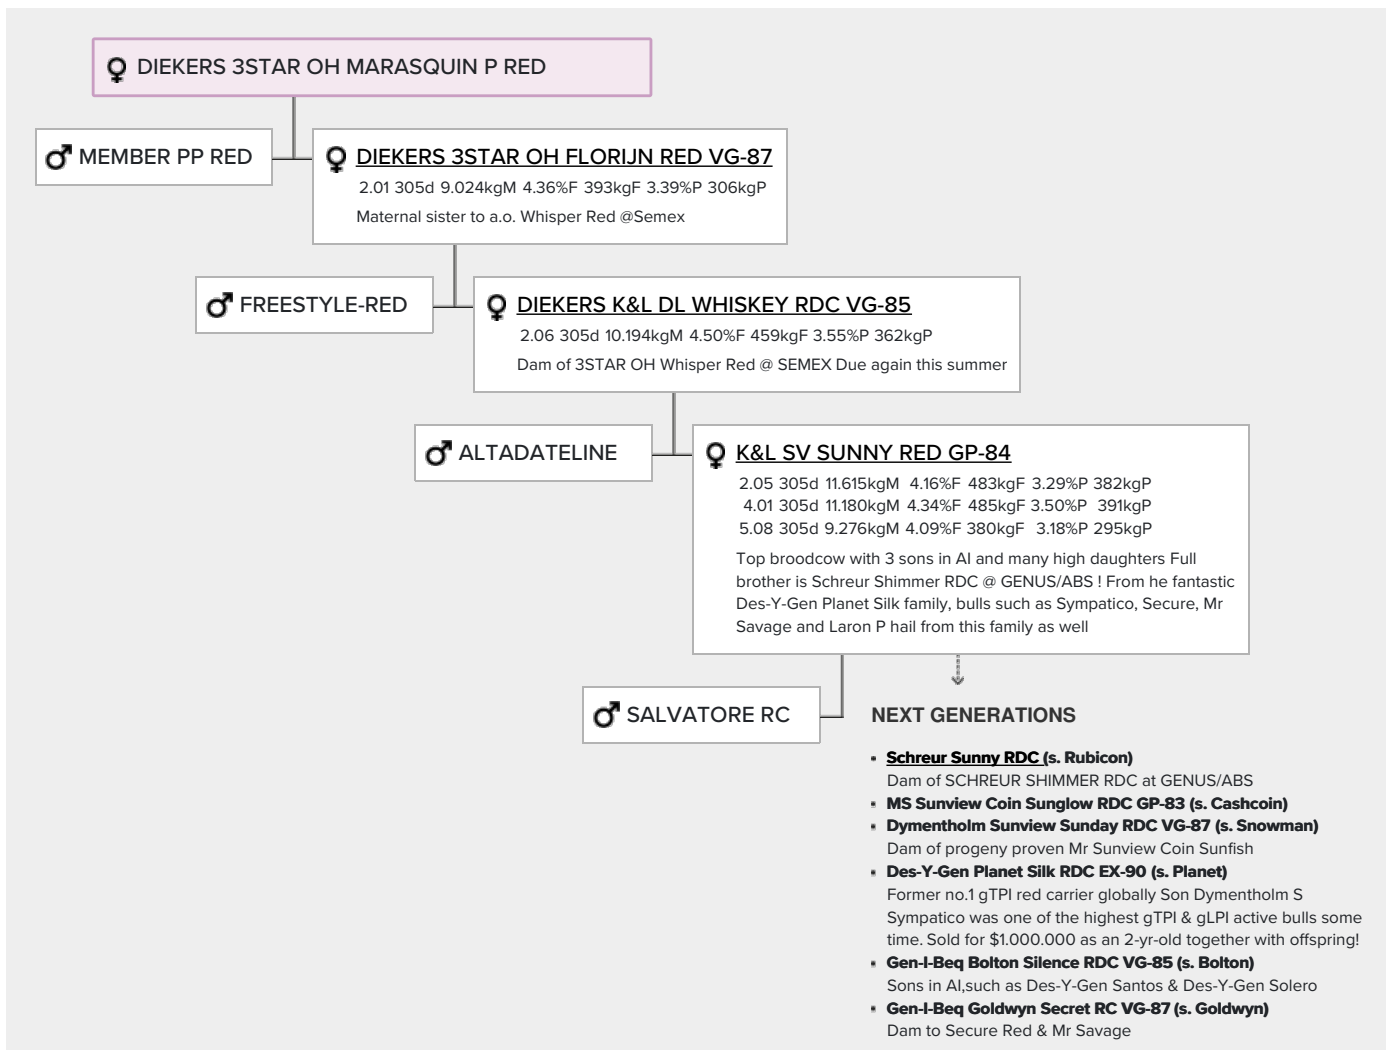 DIEKERS 3STAR OH MARASQUIN P RED
MEMBER PP RED
DIEKERS 3STAR OH FLORIJN RED VG-87
2.01 305d 9.024kgM 4.36%F 393kgF 3.39%P 306kgP
Maternal sister to a.o. Whisper Red @Semex
FREESTYLE-RED
DIEKERS K&L DL WHISKEY RDC VG-85
2.06 305d 10.194kgM 4.50%F 459kgF 3.55%P 362kgP
Dam of 3STAR OH Whisper Red @ SEMEX Due again this summer
ALTADATELINE
K&L SV SUNNY RED GP-84
2.05 305d 11.615kgM 4.16%F 483kgF 3.29%P 382kgP
4.01 305d 11.180kgM 4.34%F 485kgF 3.50%P 391kgP
5.08 305d 9.276kgM 4.09%F 380kgF 3.18%P 295kgP
Top broodcow with 3 sons in AI and many high daughters Full
brother is Schreur Shimmer RDC @ GENUS/ABS ! From he fantastic
Des-Y-Gen Planet Silk family, bulls such as Sympatico, Secure, Mr
Savage and Laron P hail from this family as well
SALVATORE RC
NEXT GENERATIONS
Schreur Sunny RDC (s. Rubicon)
Dam of SCHREUR SHIMMER RDC at GENUS/ABS
MS Sunview Coin Sunglow RDC GP-83 (s. Cashcoin)
Dymentholm Sunview Sunday RDC VG-87 (s. Snowman)
Dam of progeny proven Mr Sunview Coin Sunfish
Des-Y-Gen Planet Silk RDC EX-90 (s. Planet)
Former no.1 gTPI red carrier globally Son Dymentholm S
Sympatico was one of the highest gTPI & gLPI active bulls some
time. Sold for $1.000.000 as an 2-yr-old together with offspring!
Gen-I-Beq Bolton Silence RDC VG-85 (s. Bolton)
Sons in AI,such as Des-Y-Gen Santos & Des-Y-Gen Solero
Gen-I-Beq Goldwyn Secret RC VG-87 (s. Goldwyn)
Dam to Secure Red & Mr Savage